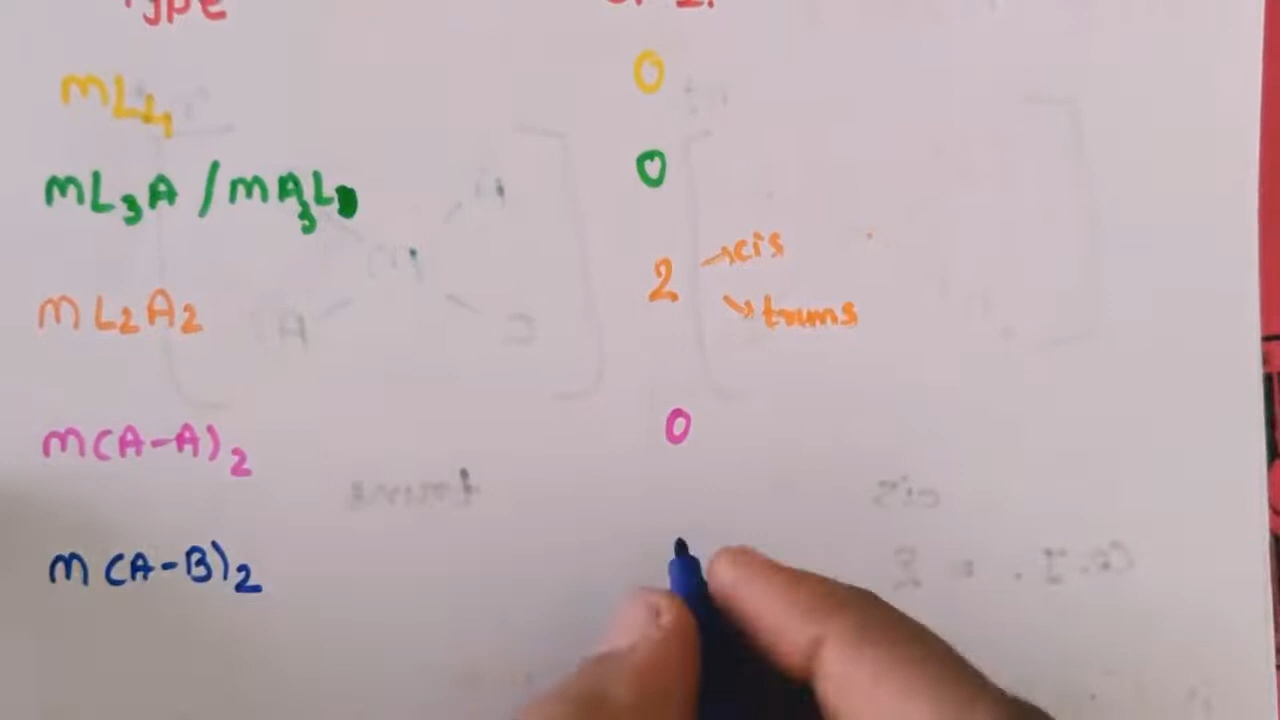 Type G.I.
mL4 0
mL3A / mA3L 0
mL2A2 2 → cis
→ trans
m(A-A)2 0
m(A-B)2